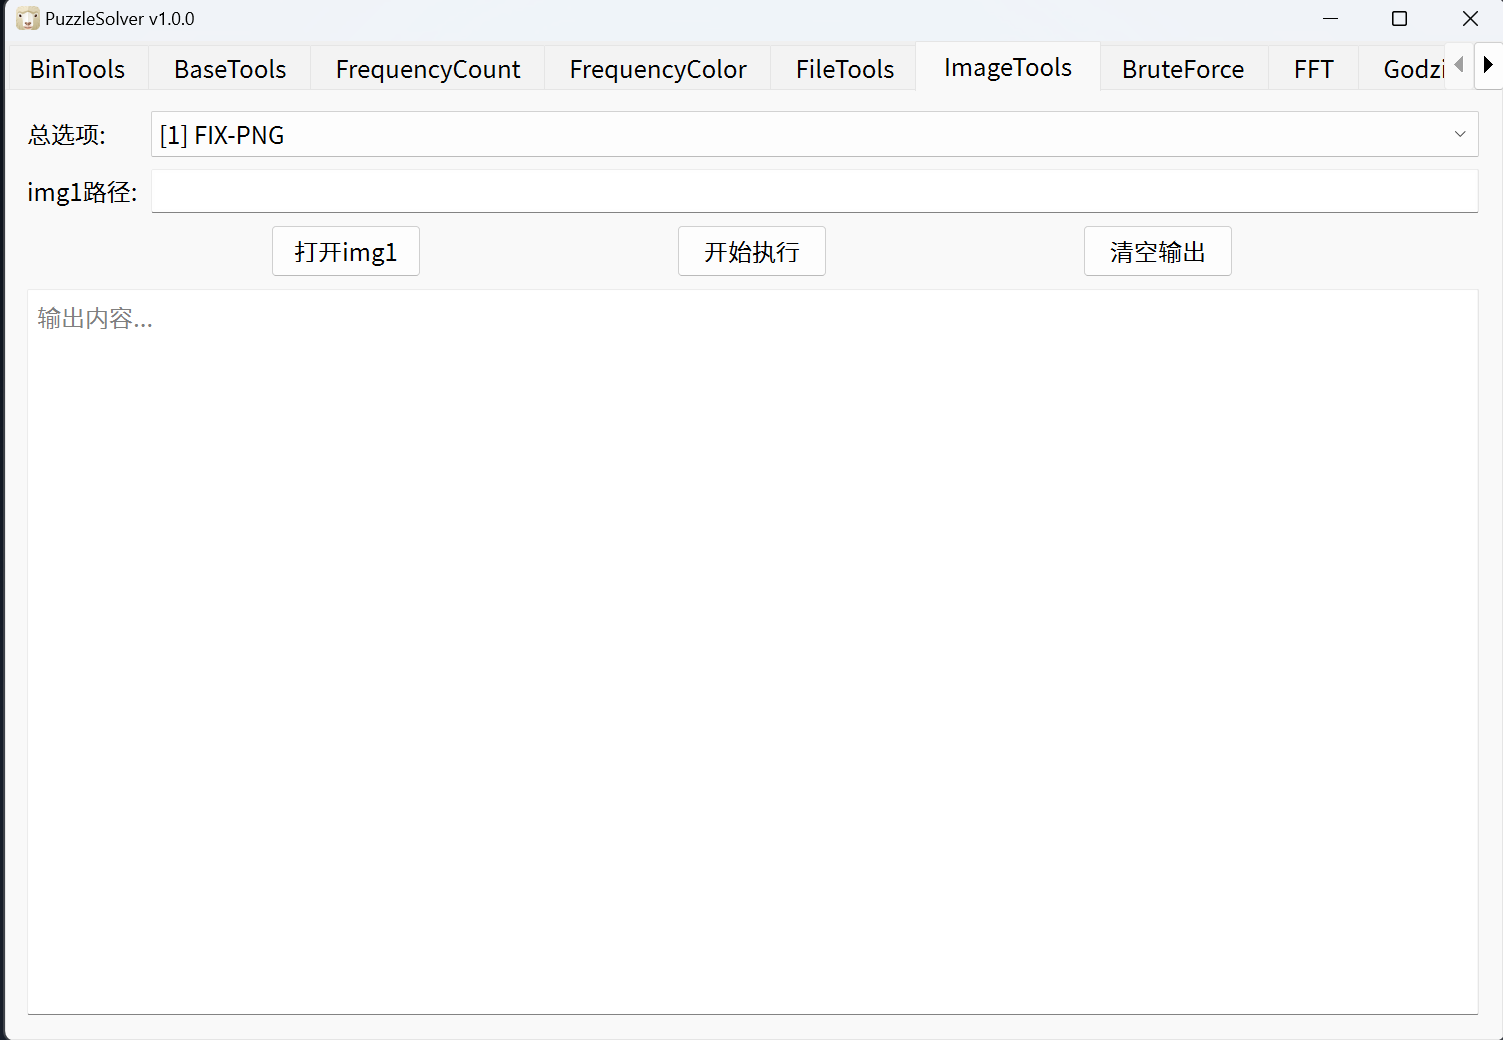 PuzzleSolver v1.0.0
BinTools BaseTools FrequencyCount FrequencyColor FileTools ImageTools BruteForce FFT Godzi
总选项: [1] FIX-PNG
img1路径:
打开img1 开始执行 清空输出
输出内容...